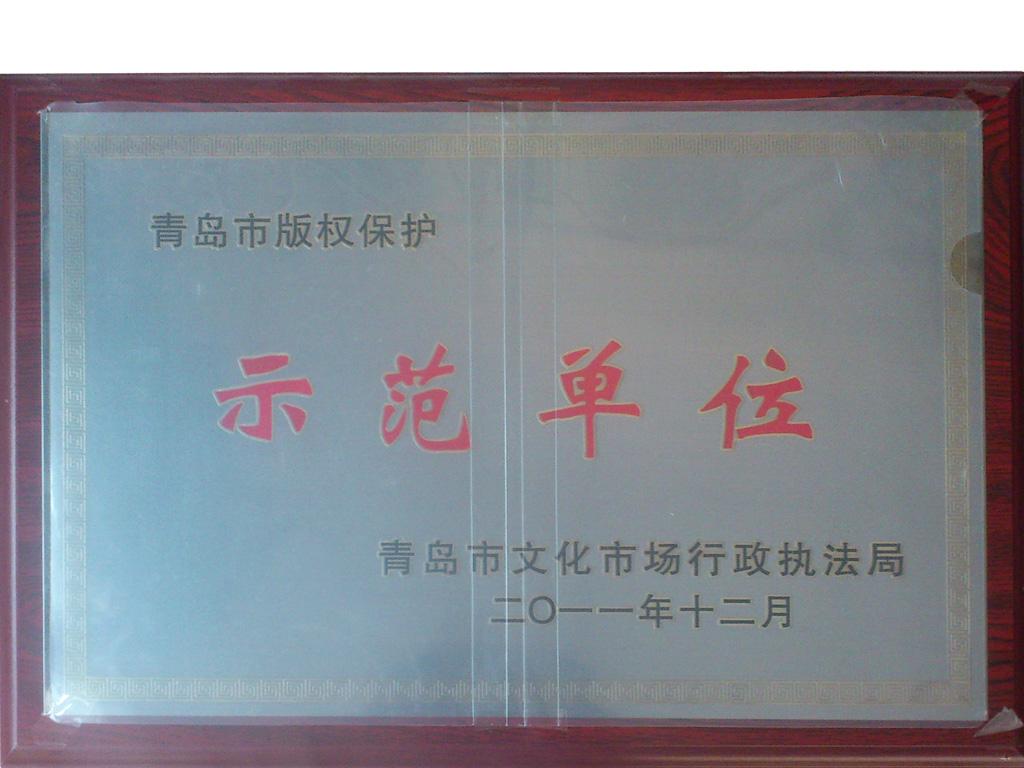 青岛市版权保护
示范单位
青岛市文化市场行政执法局
二〇一一年十二月